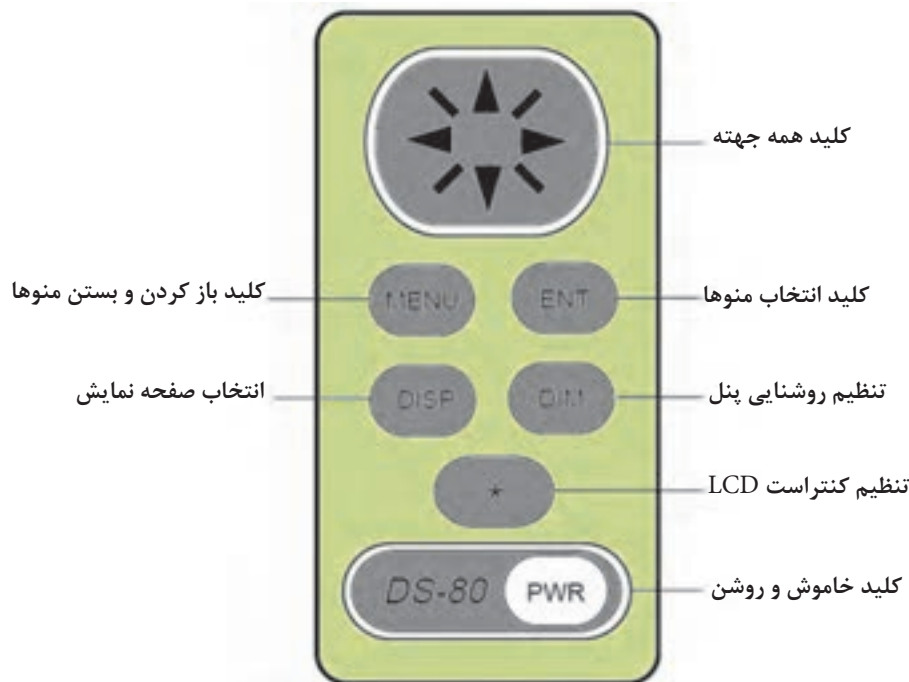 کلید همه جهته
MENU
ENT
کلید باز کردن و بستن منوها
کلید انتخاب منوها
DISP
DIM
انتخاب صفحه نمایش
تنظیم روشنایی پنل
*
تنظیم کنتراست LCD
DS-80
PWR
کلید خاموش و روشن